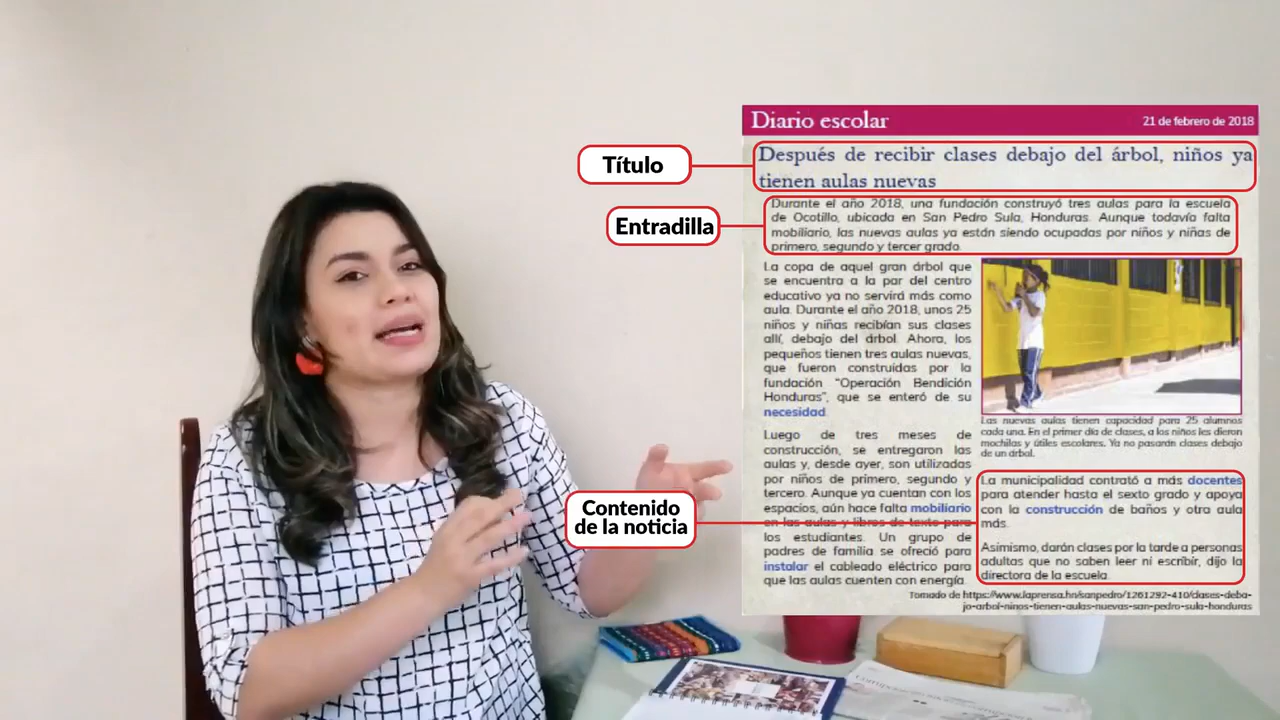 Diario escolar
21 de febrero de 2018
Título
Después de recibir clases debajo del árbol, niños ya
tienen aulas nuevas
Entradilla
Durante el año 2018, una fundación construyó tres aulas para la escuela
de Ocotillo, ubicada en San Pedro Sula, Honduras. Aunque todavía falta
mobiliario, las nuevas aulas ya están siendo ocupadas por niños y niñas de
primero, segundo y tercer grado.
La copa de aquel gran árbol que
se encuentra a la par del centro
educativo ya no servirá más como
aula. Durante el año 2018, unos 25
niños y niñas recibían sus clases
allí, debajo del árbol. Ahora, los
pequeños tienen tres aulas nuevas,
que fueron construidas por la
fundación "Operación Bendición
Honduras", que se enteró de su
necesidad.
Luego de tres meses de
construcción, se entregaron las
aulas y, desde ayer, son utilizadas
por niños de primero, segundo y
tercero. Aunque ya cuentan con los
espacios, aún hace falta mobiliario
en las aulas y libros de texto para
los estudiantes. Un grupo de
padres de familia se ofreció para
instalar el cableado eléctrico para
que las aulas cuenten con energía.
Las nuevas aulas tienen capacidad para 25 alumnos
cada una. En el primer día de clases, a los niños les dieron
mochilas y útiles escolares. Ya no pasarán clases debajo
de un árbol.
Contenido
de la noticia
La municipalidad contrató a más docentes
para atender hasta el sexto grado y apoya
con la construcción de baños y otra aula
más.
Asimismo, darán clases por la tarde a personas
adultas que no saben leer ni escribir, dijo la
directora de la escuela.
Tomado de https://www.laprensa.hn/sanpedro/1261292-410/clases-deba-
jo-arbol-ninos-tienen-aulas-nuevas-san-pedro-sula-honduras